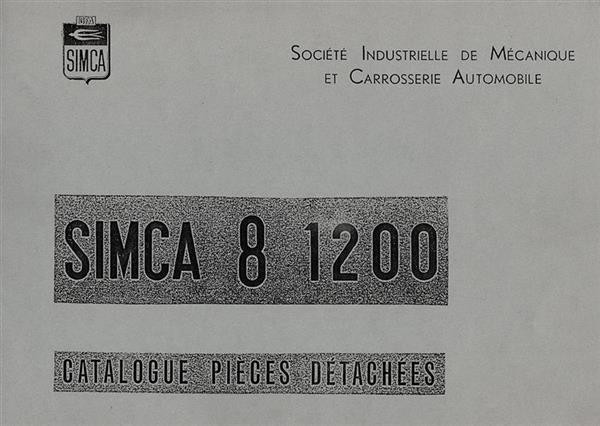 SIMCA
SOCIÉTÉ INDUSTRIELLE DE MÉCANIQUE
ET CARROSSERIE AUTOMOBILE
SIMCA 8 1200
CATALOGUE PIÈCES DÉTACHÉES